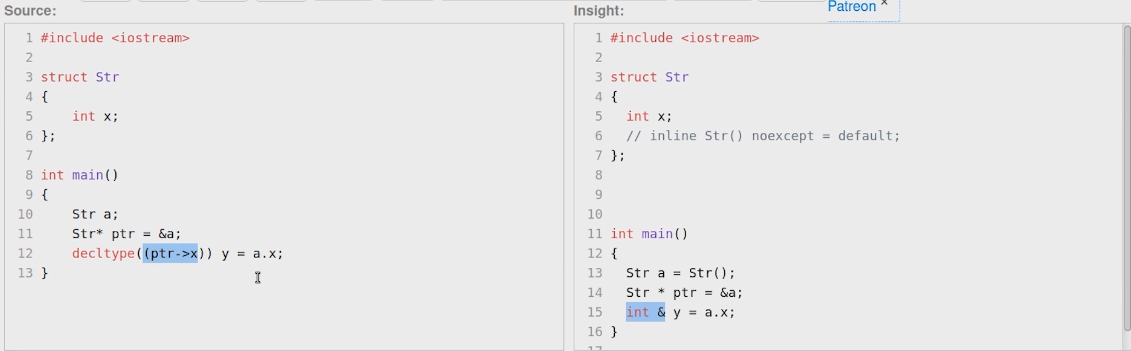 Patreon ×
Source:
1 #include <iostream>
2
3 struct Str
4 {
5     int x;
6 };
7
8 int main()
9 {
10     Str a;
11     Str* ptr = &a;
12     decltype((ptr->x)) y = a.x;
13 }
Insight:
1 #include <iostream>
2
3 struct Str
4 {
5   int x;
6   // inline Str() noexcept = default;
7 };
8
9
10
11 int main()
12 {
13   Str a = Str();
14   Str * ptr = &a;
15   int & y = a.x;
16 }
17